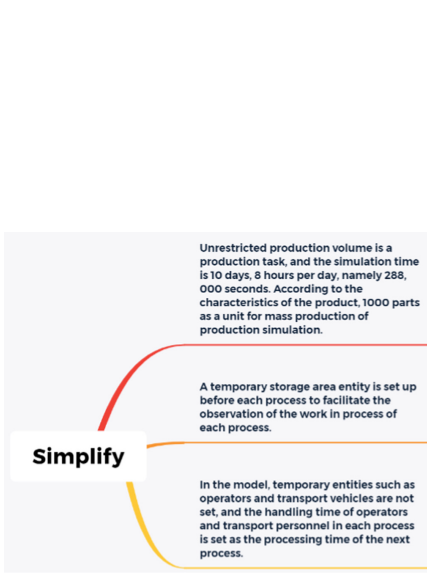 Unrestricted production volume is a
production task, and the simulation time
is 10 days, 8 hours per day, namely 288,
000 seconds. According to the
characteristics of the product, 1000 parts
as a unit for mass production of
production simulation.
A temporary storage area entity is set up
before each process to facilitate the
observation of the work in process of
each process.
Simplify
In the model, temporary entities such as
operators and transport vehicles are not
set, and the handling time of operators
and transport personnel in each process
is set as the processing time of the next
process.